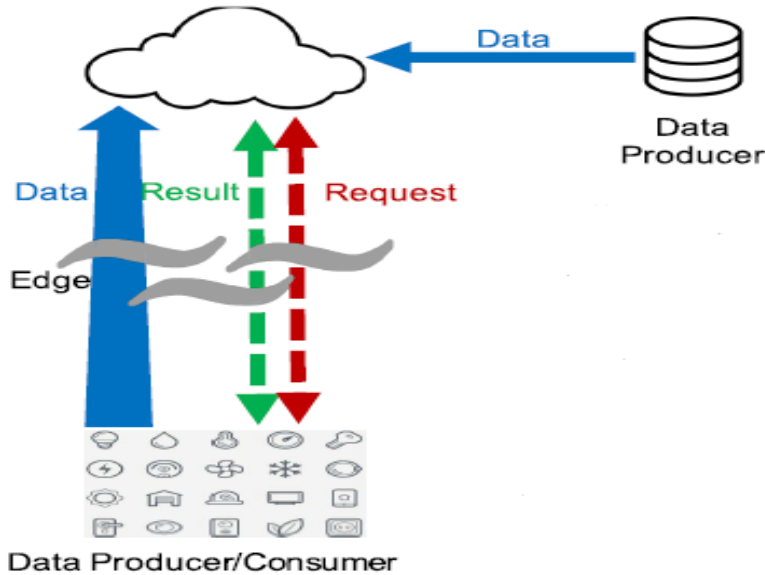 Data
Data
Producer
Data
Result
Request
Edge
Data Producer/Consumer